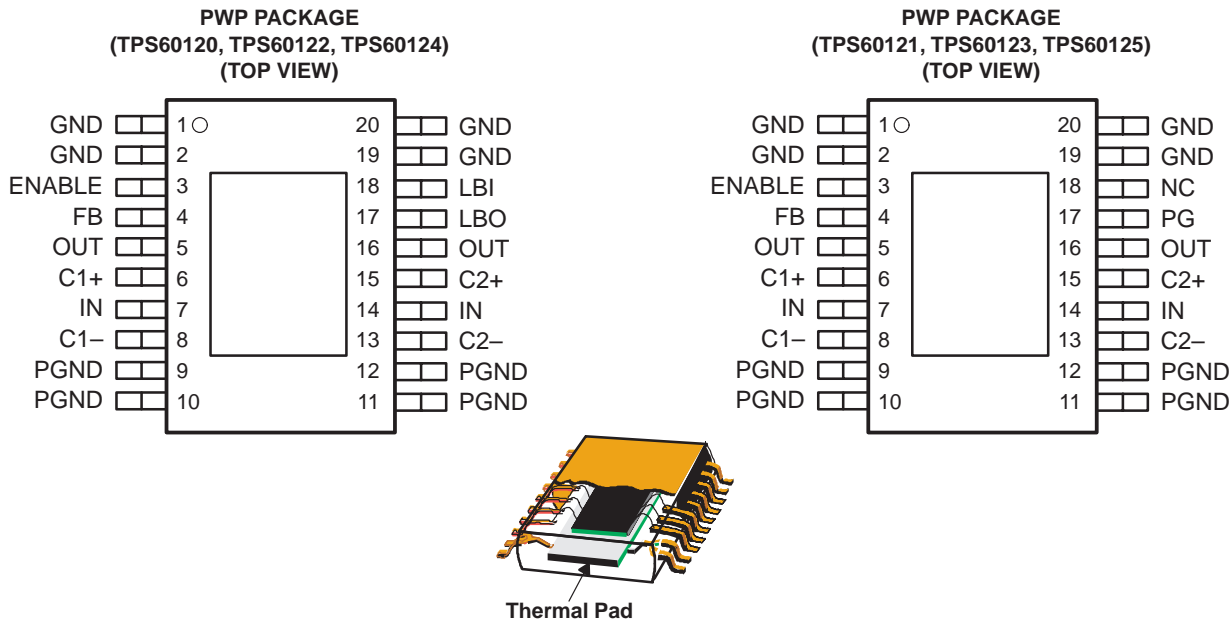 PWP PACKAGE
(TPS60120, TPS60122, TPS60124)
(TOP VIEW)
GND 1 20 GND
GND 2 19 GND
ENABLE 3 18 LBI
FB 4 17 LBO
OUT 5 16 OUT
C1+ 6 15 C2+
IN 7 14 IN
C1– 8 13 C2–
PGND 9 12 PGND
PGND 10 11 PGND
PWP PACKAGE
(TPS60121, TPS60123, TPS60125)
(TOP VIEW)
GND 1 20 GND
GND 2 19 GND
ENABLE 3 18 NC
FB 4 17 PG
OUT 5 16 OUT
C1+ 6 15 C2+
IN 7 14 IN
C1– 8 13 C2–
PGND 9 12 PGND
PGND 10 11 PGND
Thermal Pad